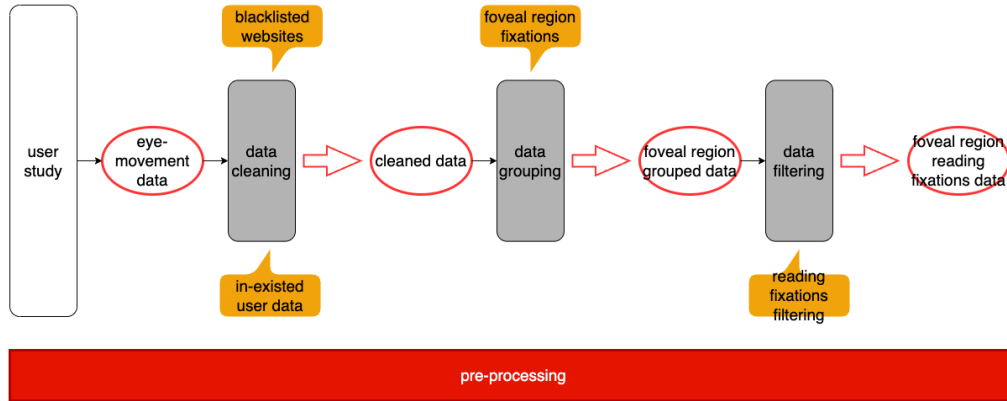 blacklisted
websites
foveal region
fixations
user
study
eye-
movement
data
data
cleaning
cleaned data
data
grouping
foveal region
grouped data
data
filtering
foveal region
reading
fixations data
in-existed
user data
reading
fixations
filtering
pre-processing